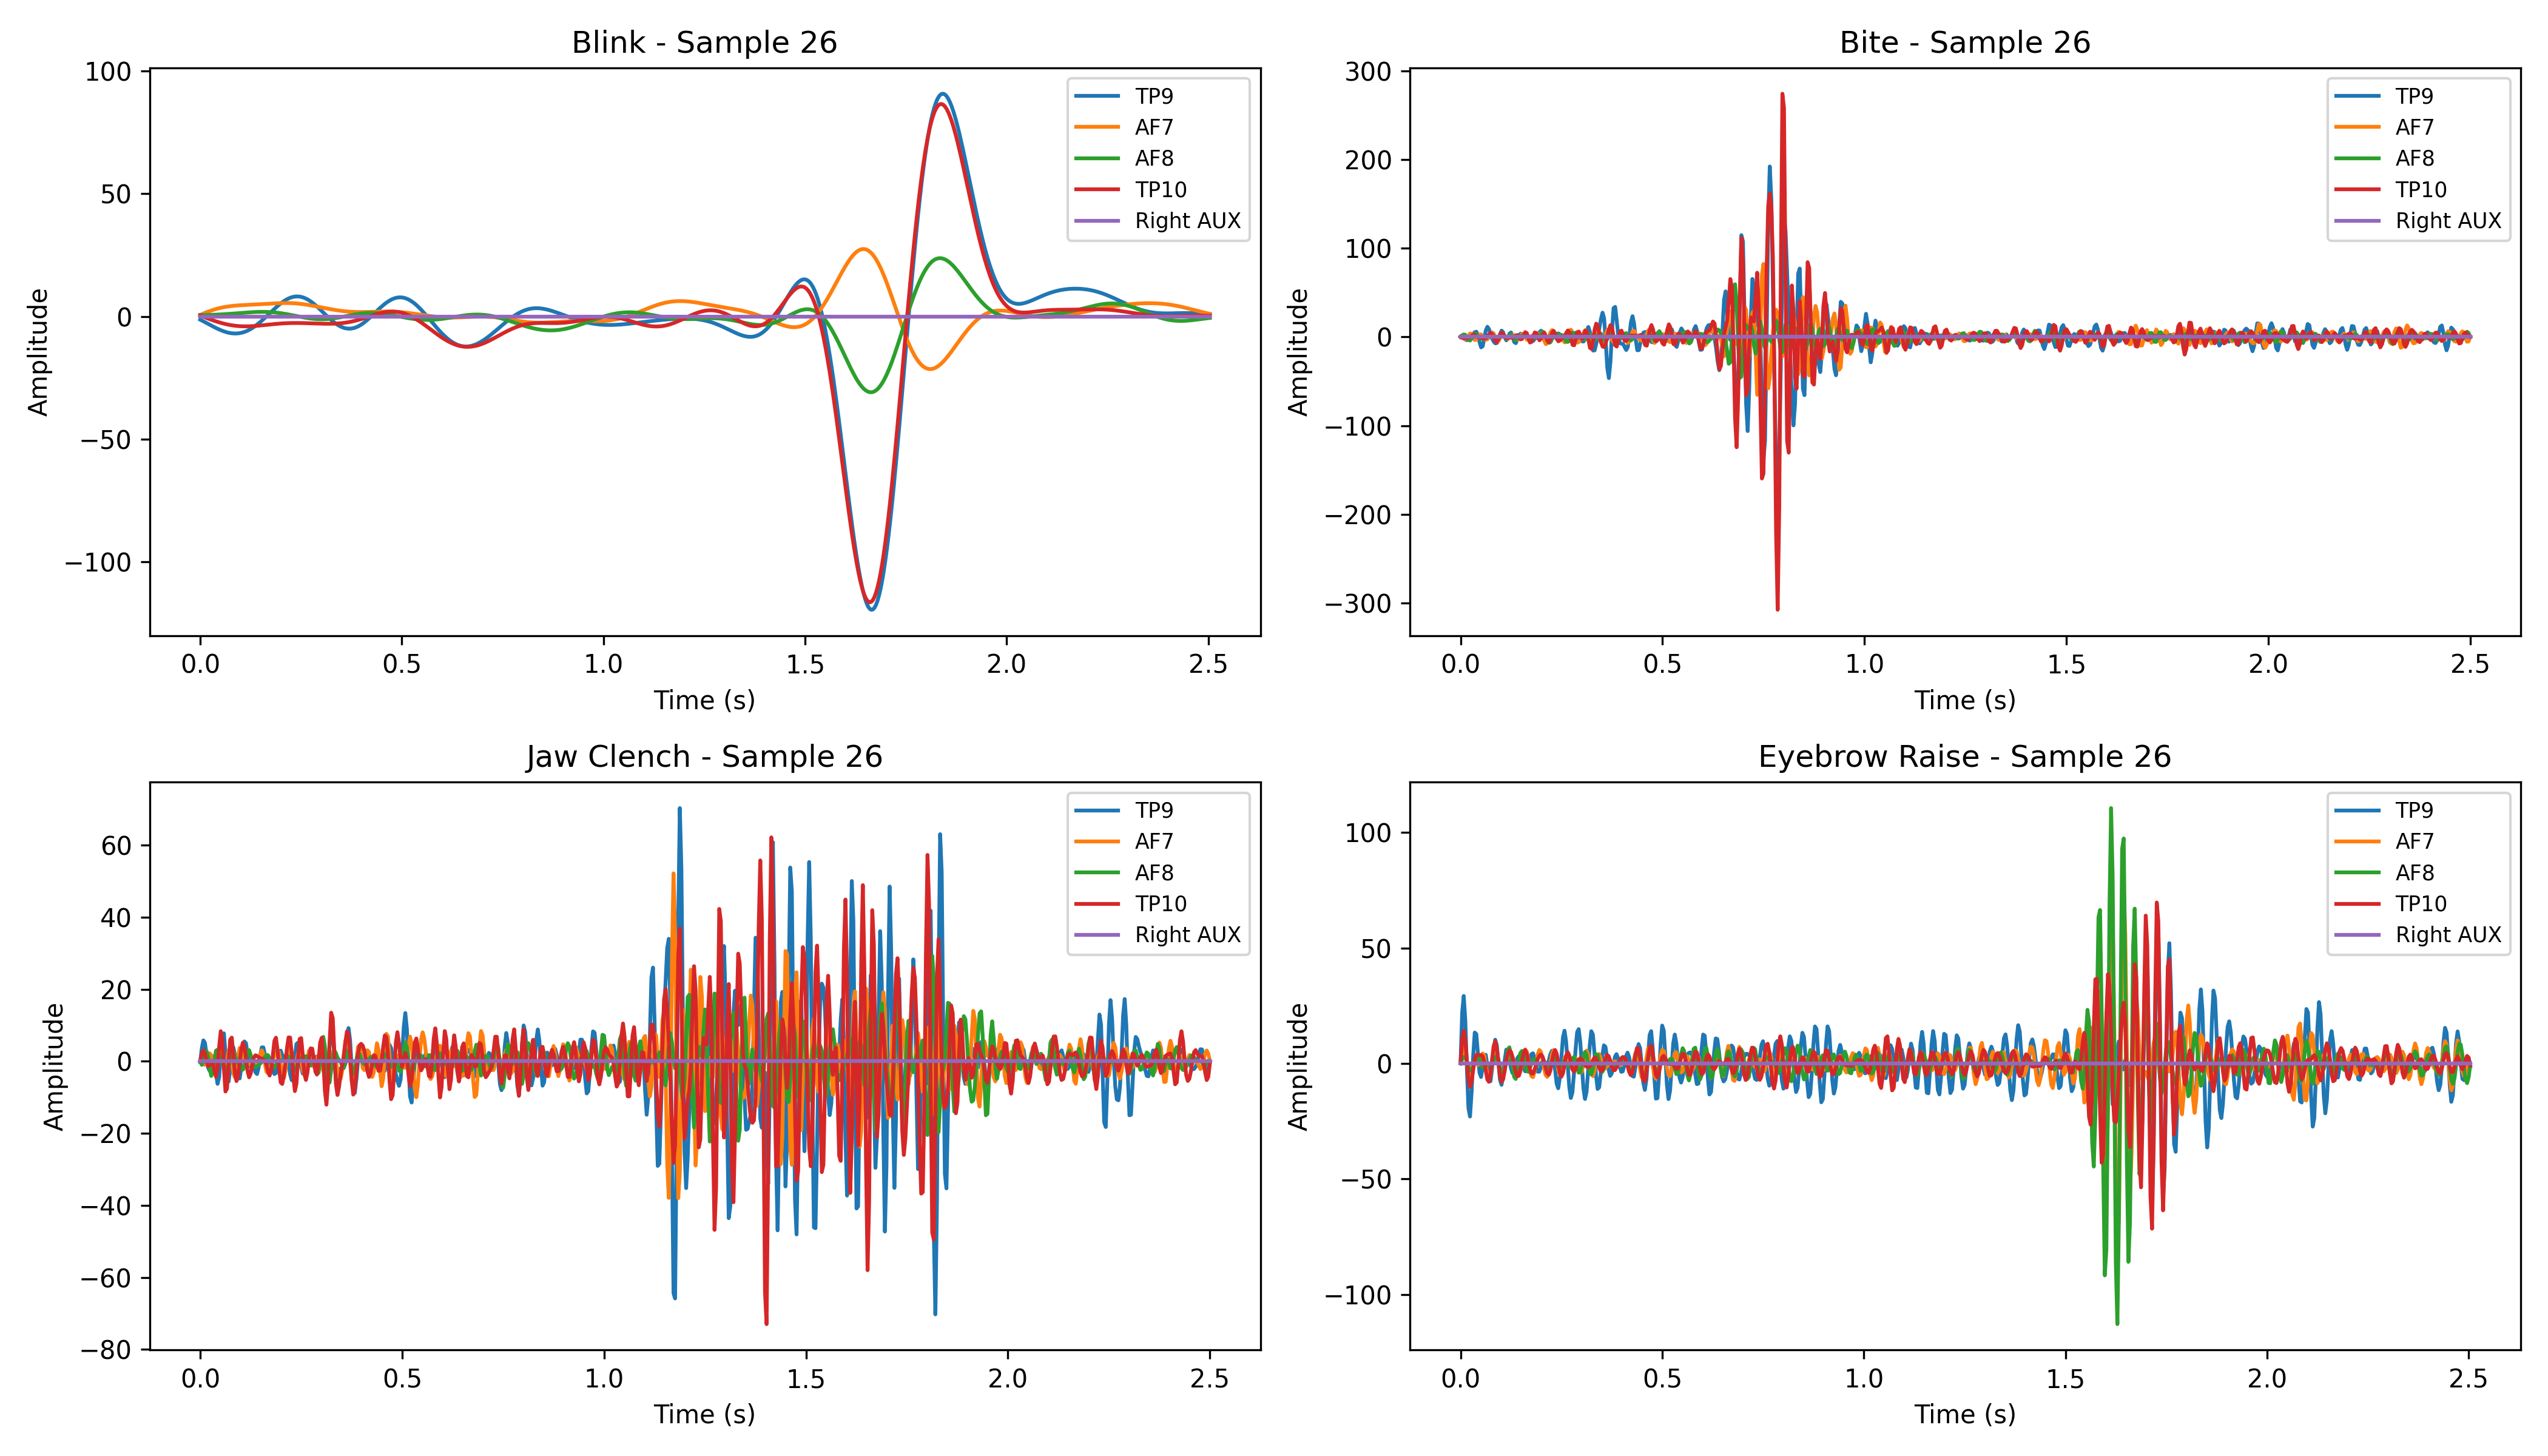 Blink - Sample 26
100
50
0
−50
−100
Amplitude
0.0 0.5 1.0 1.5 2.0 2.5
Time (s)
TP9
AF7
AF8
TP10
Right AUX
Bite - Sample 26
300
200
100
0
−100
−200
−300
Amplitude
0.0 0.5 1.0 1.5 2.0 2.5
Time (s)
TP9
AF7
AF8
TP10
Right AUX
Jaw Clench - Sample 26
60
40
20
0
−20
−40
−60
−80
Amplitude
0.0 0.5 1.0 1.5 2.0 2.5
Time (s)
TP9
AF7
AF8
TP10
Right AUX
Eyebrow Raise - Sample 26
100
50
0
−50
−100
Amplitude
0.0 0.5 1.0 1.5 2.0 2.5
Time (s)
TP9
AF7
AF8
TP10
Right AUX